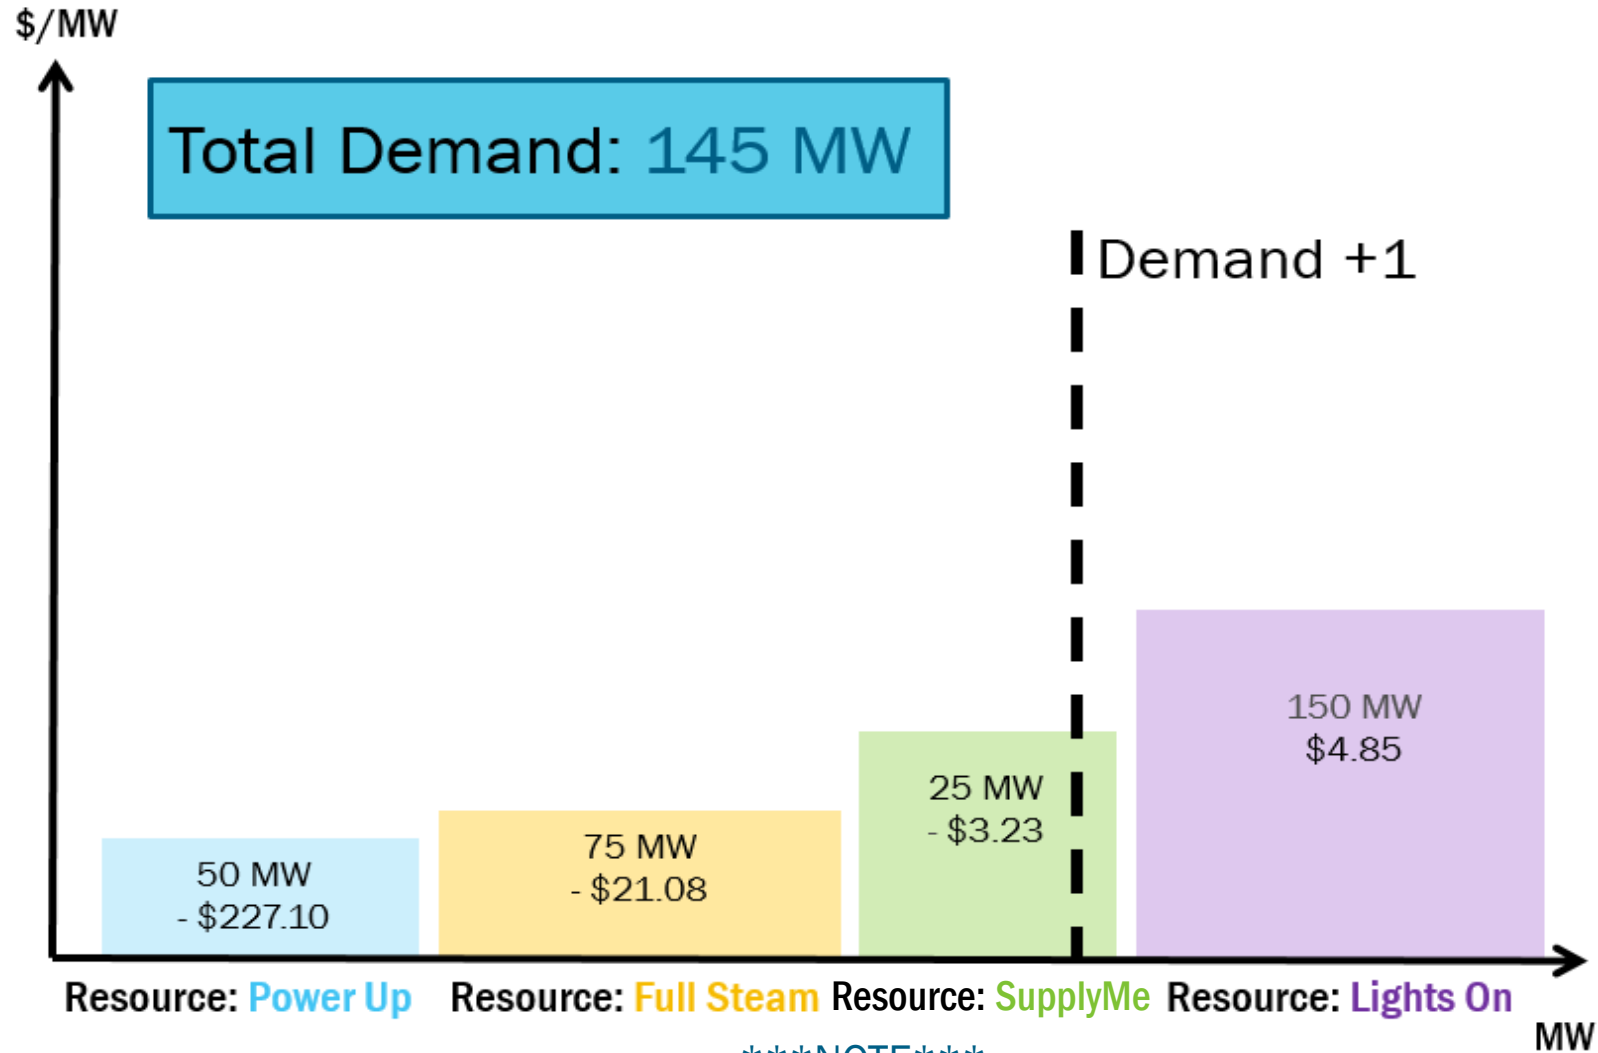 $/MW
Total Demand: 145 MW
Demand +1
150 MW
$4.85
25 MW
- $3.23
75 MW
- $21.08
50 MW
- $227.10
Resource: Power Up Resource: Full Steam Resource: SupplyMe Resource: Lights On
MW
***NOTE***